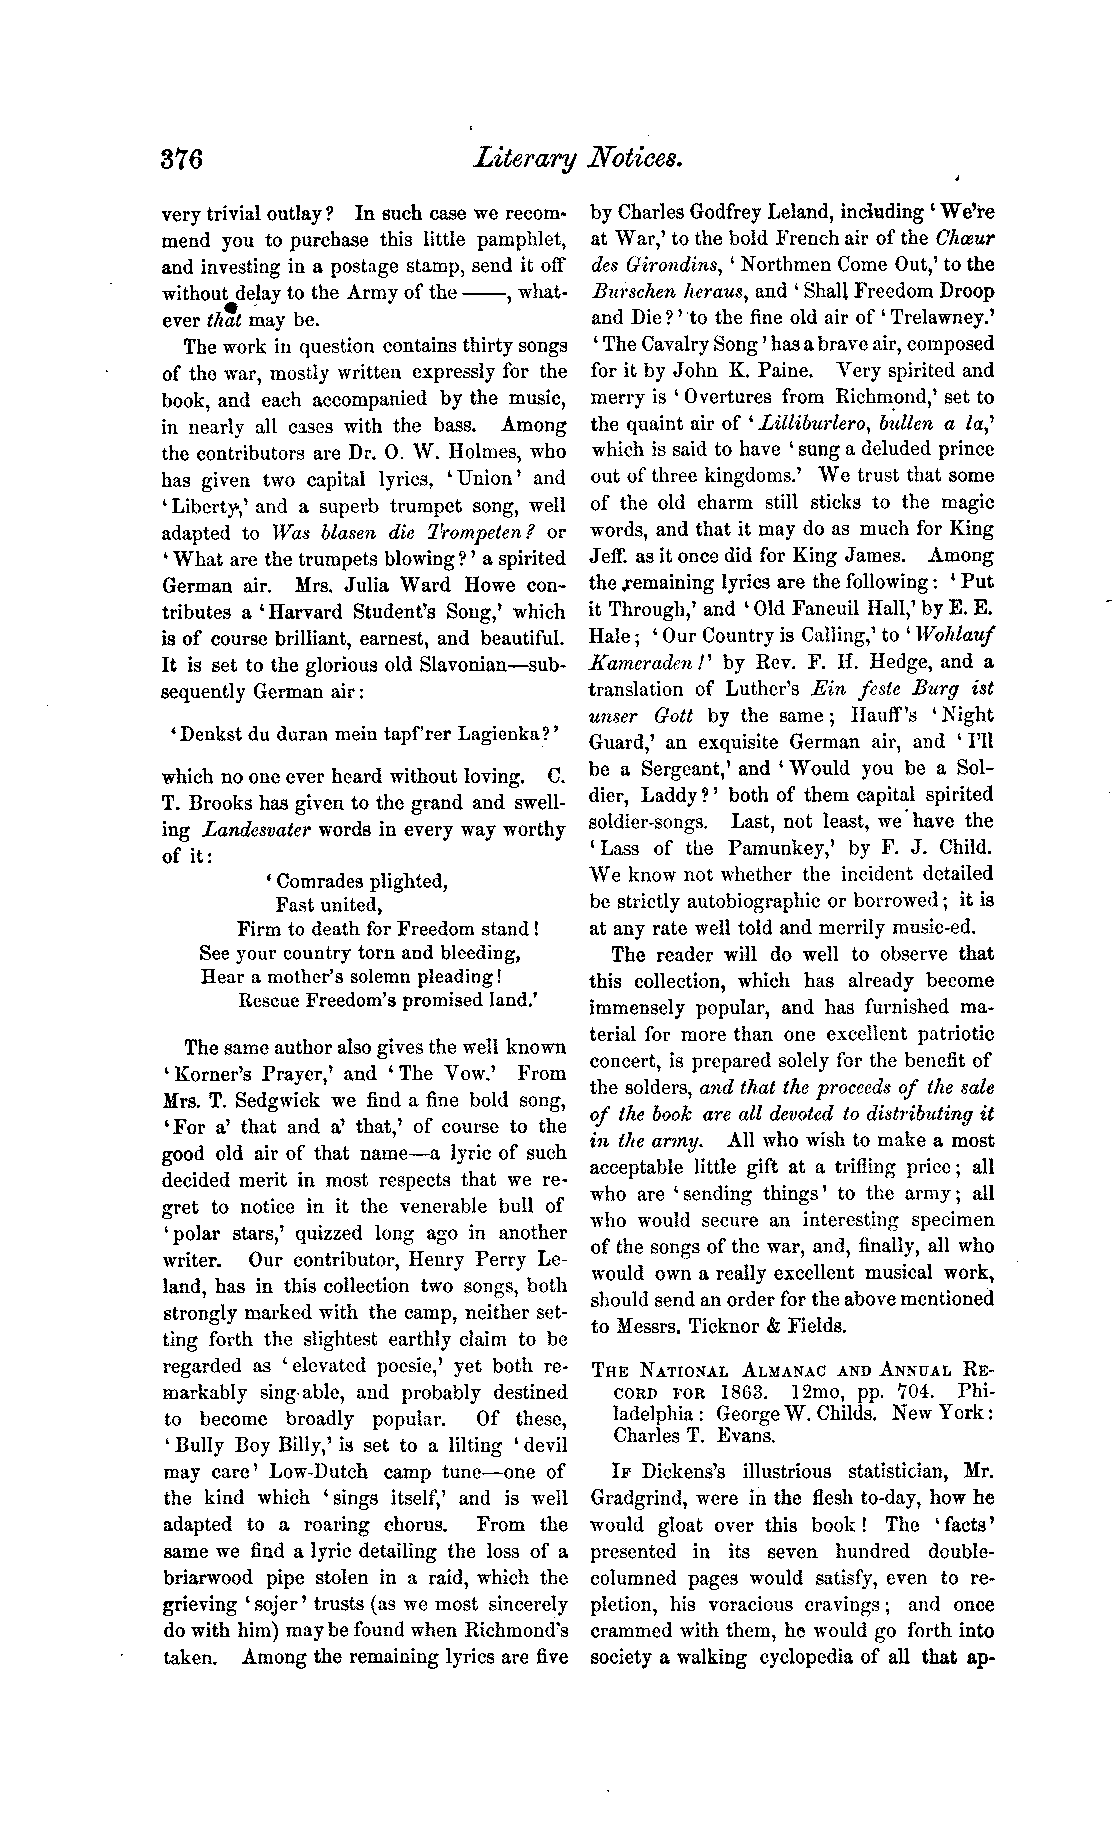 376
Literary Notices.
very trivial outlay? In such case we recom-
mend you to purchase this little pamphlet,
and investing in a postage stamp, send it off
without delay to the Army of the ——, what-
ever that may be.
The work in question contains thirty songs
of the war, mostly written expressly for the
book, and each accompanied by the music,
in nearly all cases with the bass. Among
the contributors are Dr. O. W. Holmes, who
has given two capital lyrics, ‘Union’ and
‘Liberty,’ and a superb trumpet song, well
adapted to Was blasen die Trompeten? or
‘What are the trumpets blowing?’ a spirited
German air. Mrs. Julia Ward Howe con-
tributes a ‘Harvard Student's Song,’ which
is of course brilliant, earnest, and beautiful.
It is set to the glorious old Slavonian—sub-
sequently German air:
‘Denkst du duran mein tapf'rer Lagienka?’
which no one ever heard without loving. C.
T. Brooks has given to the grand and swell-
ing Landesvater words in every way worthy
of it:
‘Comrades plighted,
Fast united,
Firm to death for Freedom stand!
See your country torn and bleeding,
Hear a mother's solemn pleading!
Rescue Freedom's promised land.’
The same author also gives the well known
‘Korner's Prayer,’ and ‘The Vow.’ From
Mrs. T. Sedgwick we find a fine bold song,
‘For a’ that and a’ that,’ of course to the
good old air of that name—a lyric of such
decided merit in most respects that we re-
gret to notice in it the venerable bull of
‘polar stars,’ quizzed long ago in another
writer. Our contributor, Henry Perry Le-
land, has in this collection two songs, both
strongly marked with the camp, neither set-
ting forth the slightest earthly claim to be
regarded as ‘elevated poesie,’ yet both re-
markably sing-able, and probably destined
to become broadly popular. Of these,
‘Bully Boy Billy,’ is set to a lilting ‘devil
may care’ Low-Dutch camp tune—one of
the kind which ‘sings itself,’ and is well
adapted to a roaring chorus. From the
same we find a lyric detailing the loss of a
briarwood pipe stolen in a raid, which the
grieving ‘sojer’ trusts (as we most sincerely
do with him) may be found when Richmond's
taken. Among the remaining lyrics are five
by Charles Godfrey Leland, including ‘We're
at War,’ to the bold French air of the Chœur
des Girondins, ‘Northmen Come Out,’ to the
Burschen heraus, and ‘Shall Freedom Droop
and Die?’ to the fine old air of ‘Trelawney.’
‘The Cavalry Song’ has a brave air, composed
for it by John K. Paine. Very spirited and
merry is ‘Overtures from Richmond,’ set to
the quaint air of ‘Lilliburlero, bullen a la,’
which is said to have ‘sung a deluded prince
out of three kingdoms.’ We trust that some
of the old charm still sticks to the magic
words, and that it may do as much for King
Jeff. as it once did for King James. Among
the remaining lyrics are the following: ‘Put
it Through,’ and ‘Old Faneuil Hall,’ by E. E.
Hale; ‘Our Country is Calling,’ to ‘Wohlauf
Kameraden!’ by Rev. F. H. Hedge, and a
translation of Luther's Ein feste Burg ist
unser Gott by the same; Hauff's ‘Night
Guard,’ an exquisite German air, and ‘I'll
be a Sergeant,’ and ‘Would you be a Sol-
dier, Laddy?’ both of them capital spirited
soldier-songs. Last, not least, we have the
‘Lass of the Pamunkey,’ by F. J. Child.
We know not whether the incident detailed
be strictly autobiographic or borrowed; it is
at any rate well told and merrily music-ed.
The reader will do well to observe that
this collection, which has already become
immensely popular, and has furnished ma-
terial for more than one excellent patriotic
concert, is prepared solely for the benefit of
the solders, and that the proceeds of the sale
of the book are all devoted to distributing it
in the army. All who wish to make a most
acceptable little gift at a trifling price; all
who are ‘sending things’ to the army; all
who would secure an interesting specimen
of the songs of the war, and, finally, all who
would own a really excellent musical work,
should send an order for the above mentioned
to Messrs. Ticknor & Fields.
THE NATIONAL ALMANAC AND ANNUAL RE-
CORD FOR 1863. 12mo, pp. 704. Phi-
ladelphia: George W. Childs. New York:
Charles T. Evans.
IF Dickens's illustrious statistician, Mr.
Gradgrind, were in the flesh to-day, how he
would gloat over this book! The ‘facts’
presented in its seven hundred double-
columned pages would satisfy, even to re-
pletion, his voracious cravings; and once
crammed with them, he would go forth into
society a walking cyclopedia of all that ap-